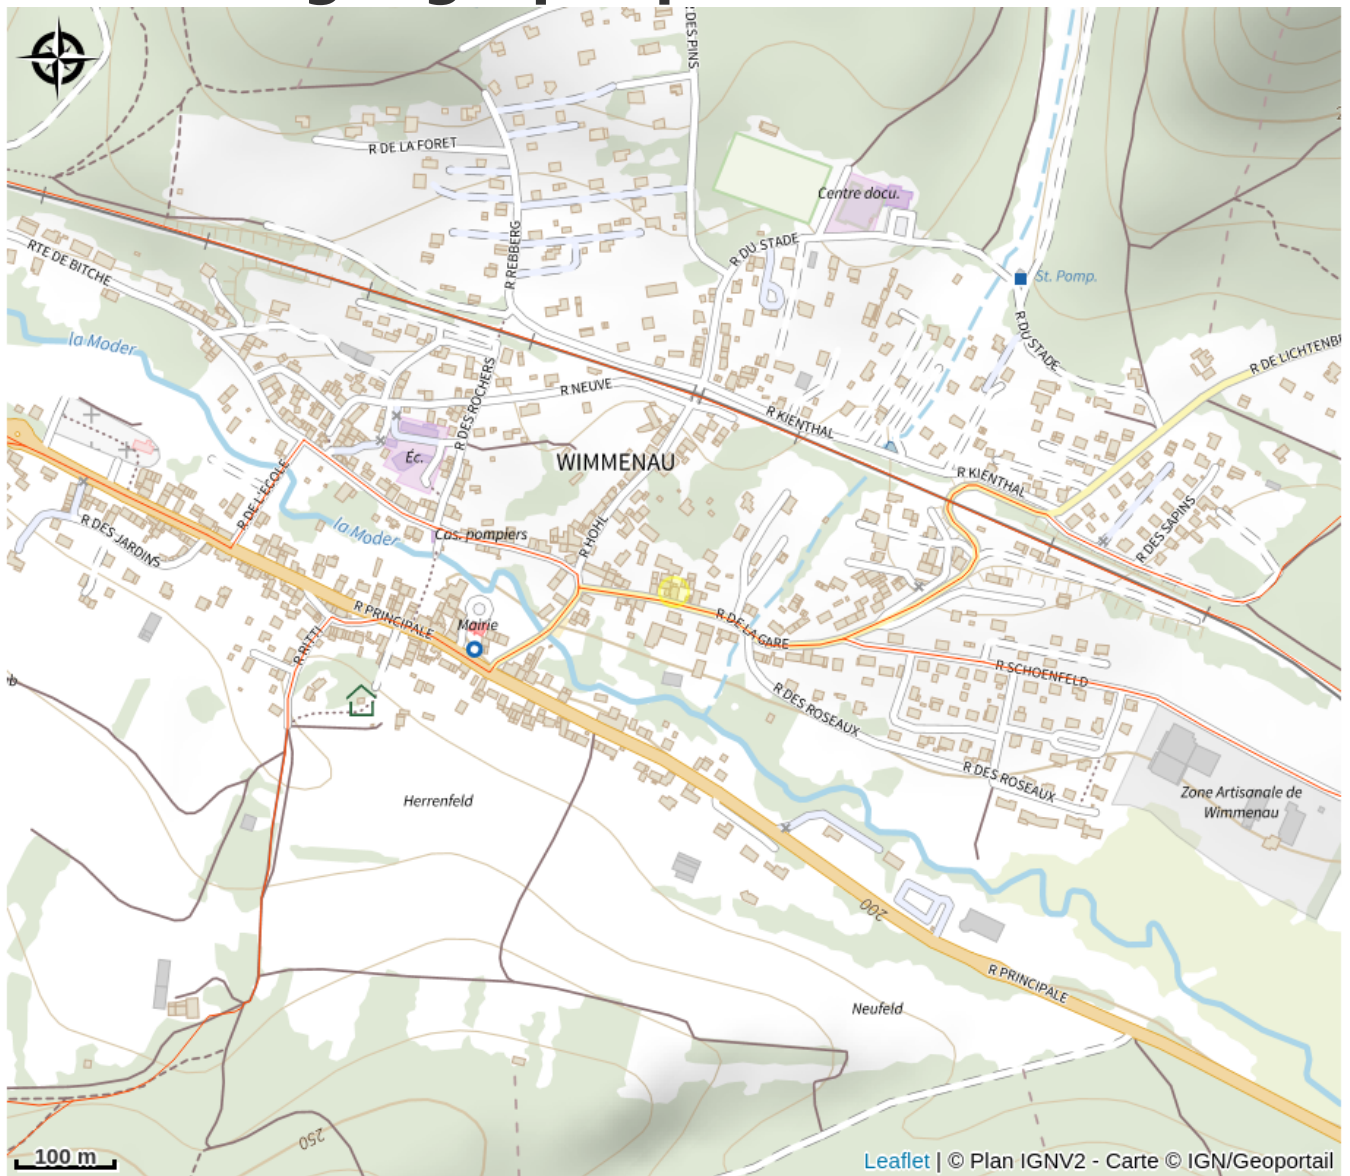 R DES PINS
R DE LA FORET
Centre docu.
R REBBERG
R DU STADE
RTE DE BITCHE
St. Pomp.
la Moder
R DU STADE
R DE LICHTENBE
R NEUVE
R DES ROCHERS
R KIENTHAL
Éc.
WIMMENAU
R KIENTHAL
R DE L'ECOLE
R DES SAPINS
la Moder
Cas. pompiers
R HOHL
R DES JARDINS
R PRINCIPALE
Mairie
R DE LA GARE
R RITTI
R SCHOENFELD
R DES ROSEAUX
R DES ROSEAUX
Herrenfeld
Zone Artisanale de
Wimmenau
200
R PRINCIPALE
Neufeld
250
100 m
Leaflet | © Plan IGNV2 - Carte © IGN/Geoportail